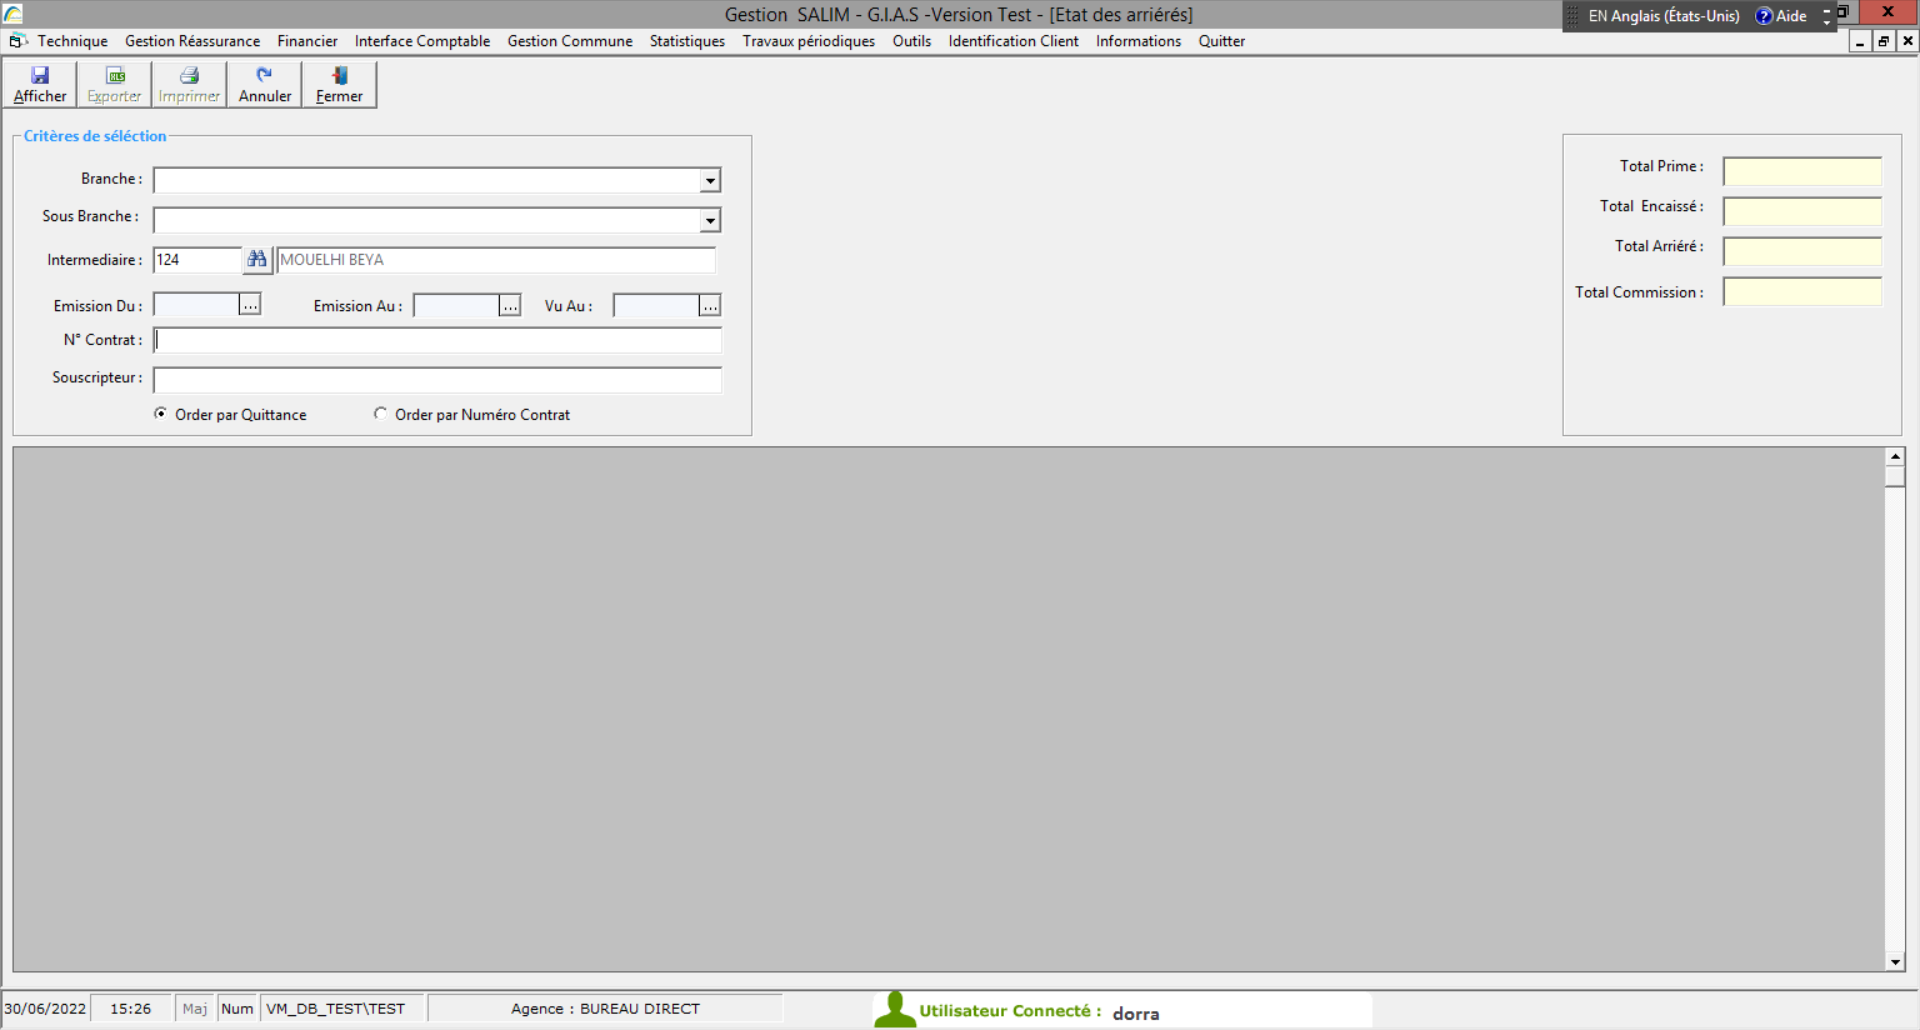 Gestion  SALIM - G.I.A.S -Version Test - [Etat des arriérés]
EN Anglais (États-Unis) Aide
Technique Gestion Réassurance Financier Interface Comptable Gestion Commune Statistiques Travaux périodiques Outils Identification Client Informations Quitter
Afficher Exporter Imprimer Annuler Fermer
Critères de séléction
Branche :
Sous Branche :
Intermediaire : 124 MOUELHI BEYA
Emission Du : ... Emission Au : ... Vu Au : ...
N° Contrat :
Souscripteur :
Order par Quittance Order par Numéro Contrat
Total Prime :
Total  Encaissé :
Total Arriéré :
Total Commission :
30/06/2022 15:26 Maj Num VM_DB_TEST\TEST Agence : BUREAU DIRECT Utilisateur Connecté : dorra